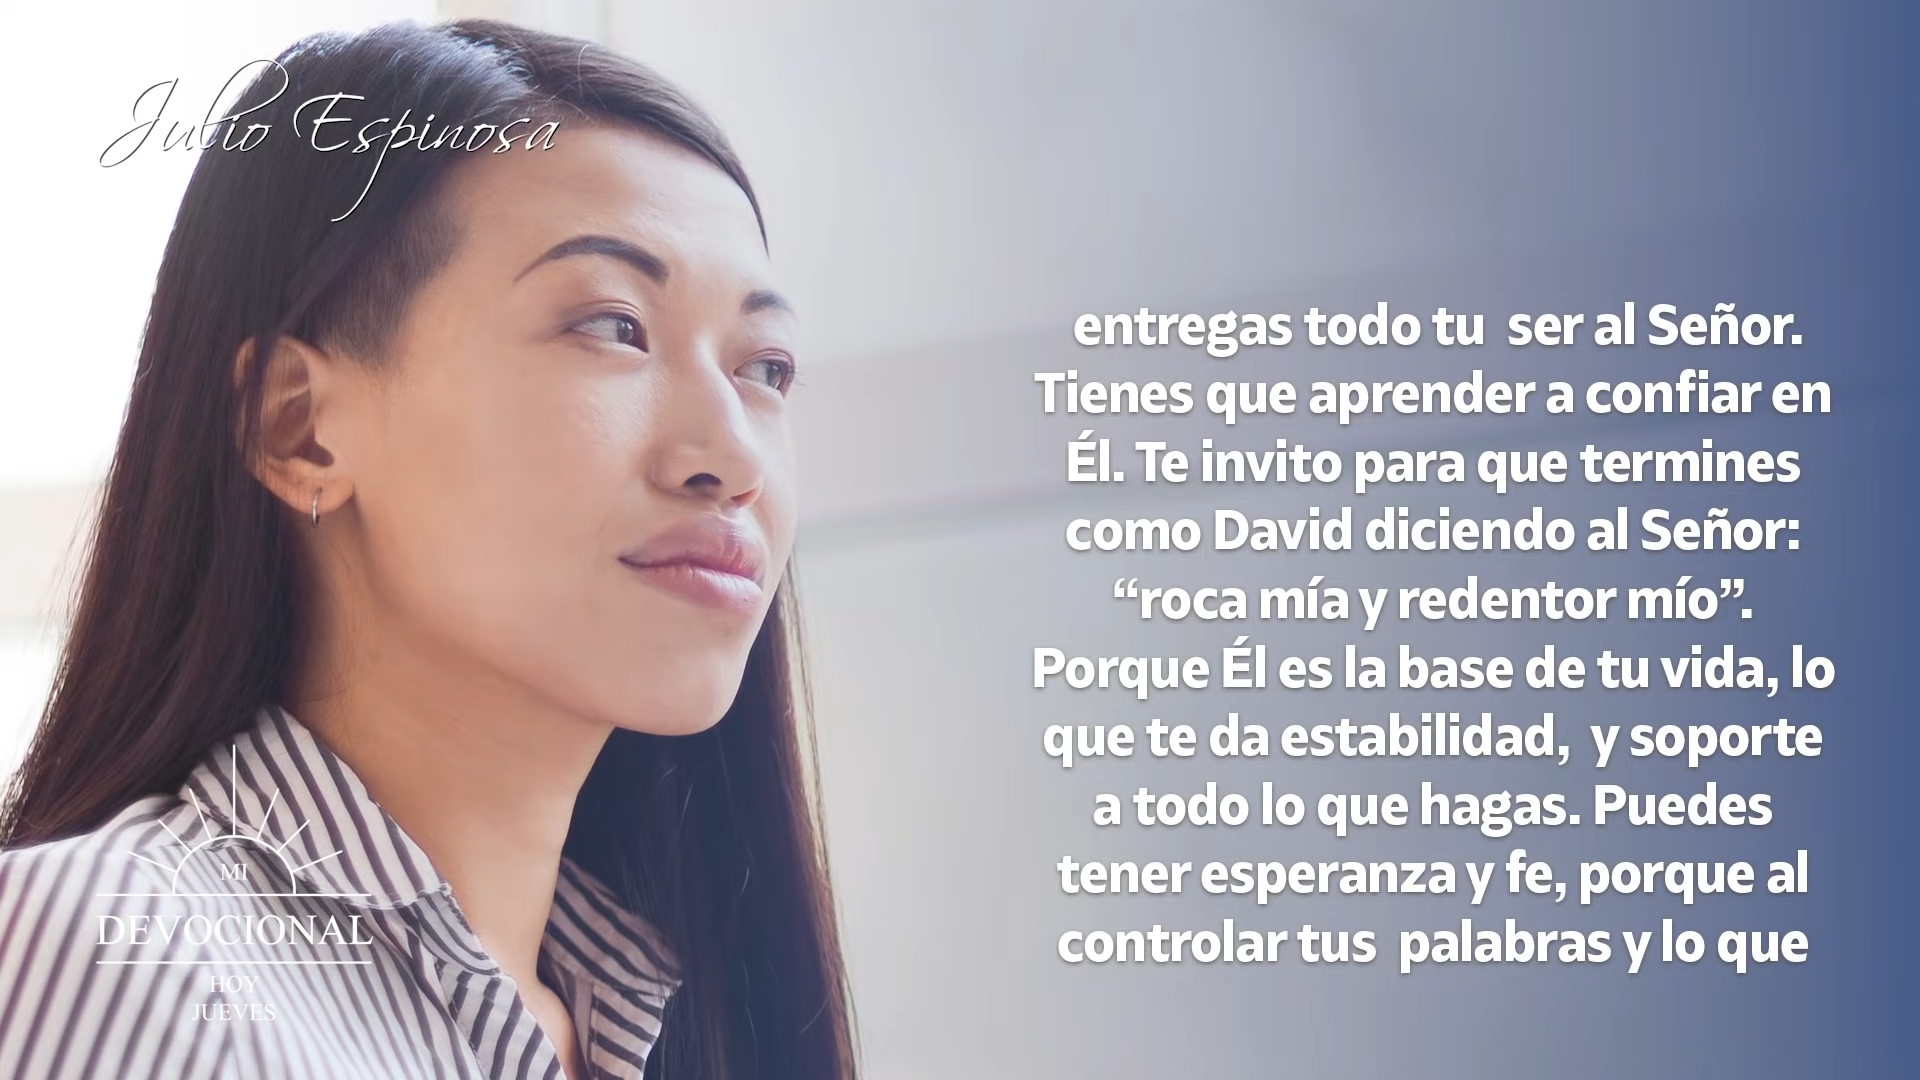 Julio Espinosa
entregas todo tu ser al Señor.
Tienes que aprender a confiar en
Él. Te invito para que termines
como David diciendo al Señor:
“roca mía y redentor mío”.
Porque Él es la base de tu vida, lo
que te da estabilidad, y soporte
a todo lo que hagas. Puedes
tener esperanza y fe, porque al
controlar tus palabras y lo que
MI
DEVOCIONAL
HOY
JUEVES